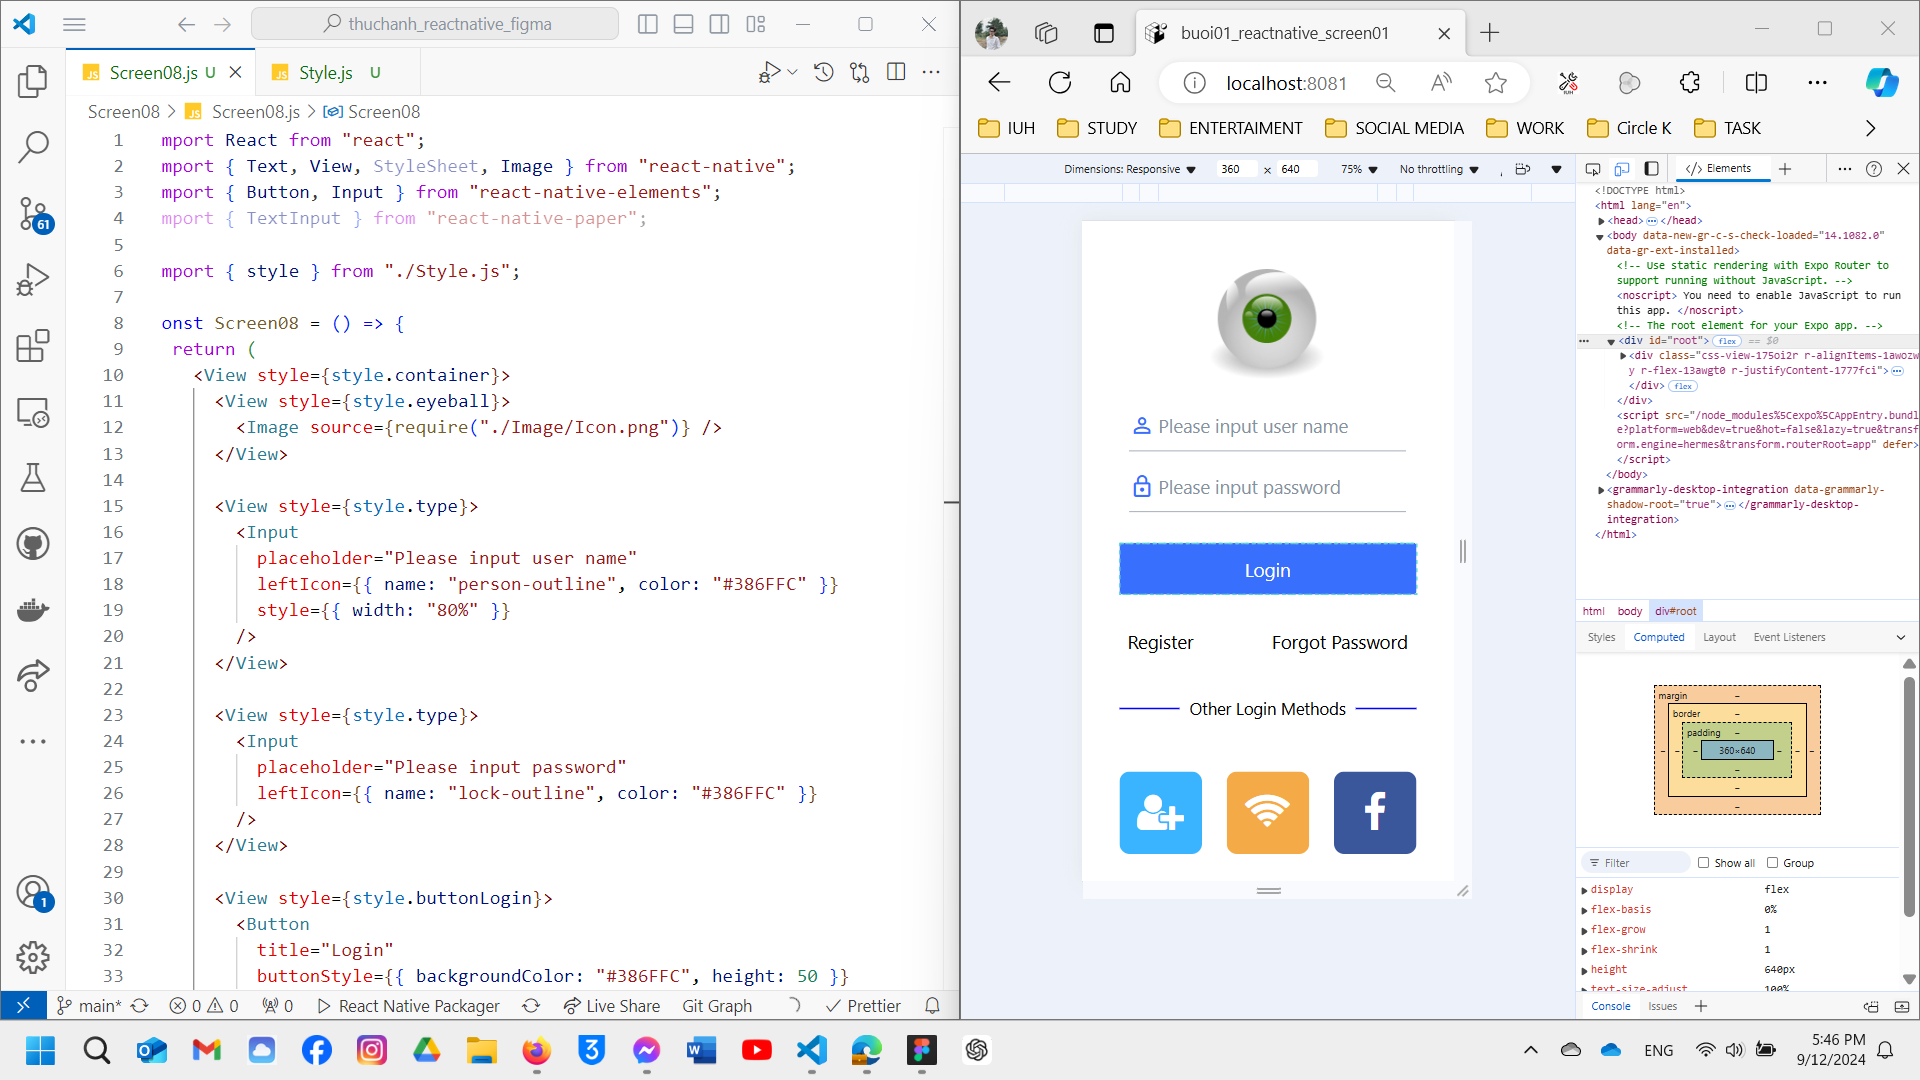 thuchanh_reactnative_figma
Screen08.js U
Style.js U
Screen08 > Screen08.js > Screen08
1 mport React from "react";
2 mport { Text, View, StyleSheet, Image } from "react-native";
3 mport { Button, Input } from "react-native-elements";
4 mport { TextInput } from "react-native-paper";
5
6 mport { style } from "./Style.js";
7
8 onst Screen08 = () => {
9 return (
10 <View style={style.container}>
11 <View style={style.eyeball}>
12 <Image source={require("./Image/Icon.png")} />
13 </View>
14
15 <View style={style.type}>
16 <Input
17 placeholder="Please input user name"
18 leftIcon={{ name: "person-outline", color: "#386FFC" }}
19 style={{ width: "80%" }}
20 />
21 </View>
22
23 <View style={style.type}>
24 <Input
25 placeholder="Please input password"
26 leftIcon={{ name: "lock-outline", color: "#386FFC" }}
27 />
28 </View>
29
30 <View style={style.buttonLogin}>
31 <Button
32 title="Login"
33 buttonStyle={{ backgroundColor: "#386FFC", height: 50 }}
61
1
main* 0 0 0 React Native Packager Live Share Git Graph Prettier
buoi01_reactnative_screen01
localhost:8081
IUH STUDY ENTERTAIMENT SOCIAL MEDIA WORK Circle K TASK
Dimensions: Responsive 360 x 640 75% No throttling
Please input user name
Please input password
Login
Register Forgot Password
Other Login Methods
Elements
<!DOCTYPE html>
<html lang="en">
<head> </head>
<body data-new-gr-c-s-check-loaded="14.1082.0"
data-gr-ext-installed>
<!-- Use static rendering with Expo Router to
support running without JavaScript. -->
<noscript> You need to enable JavaScript to run
this app. </noscript>
<!-- The root element for your Expo app. -->
<div id="root"> flex == $0
<div class="css-view-175oi2r r-alignItems-1awozw
y r-flex-13awgt0 r-justifyContent-1777fci">
</div> flex
</div>
<script src="/node_modules%5Cexpo%5CAppEntry.bundl
e?platform=web&dev=true&hot=false&lazy=true&transf
orm.engine=hermes&transform.routerRoot=app" defer>
</script>
</body>
<grammarly-desktop-integration data-grammarly-
shadow-root="true"> </grammarly-desktop-
integration>
</html>
html body div#root
Styles Computed Layout Event Listeners
margin -
border -
padding -
- - - 360×640 - - -
-
-
-
Filter Show all Group
display flex
flex-basis 0%
flex-grow 1
flex-shrink 1
height 640px
text-size-adjust 100%
Console Issues
ENG
5:46 PM
9/12/2024